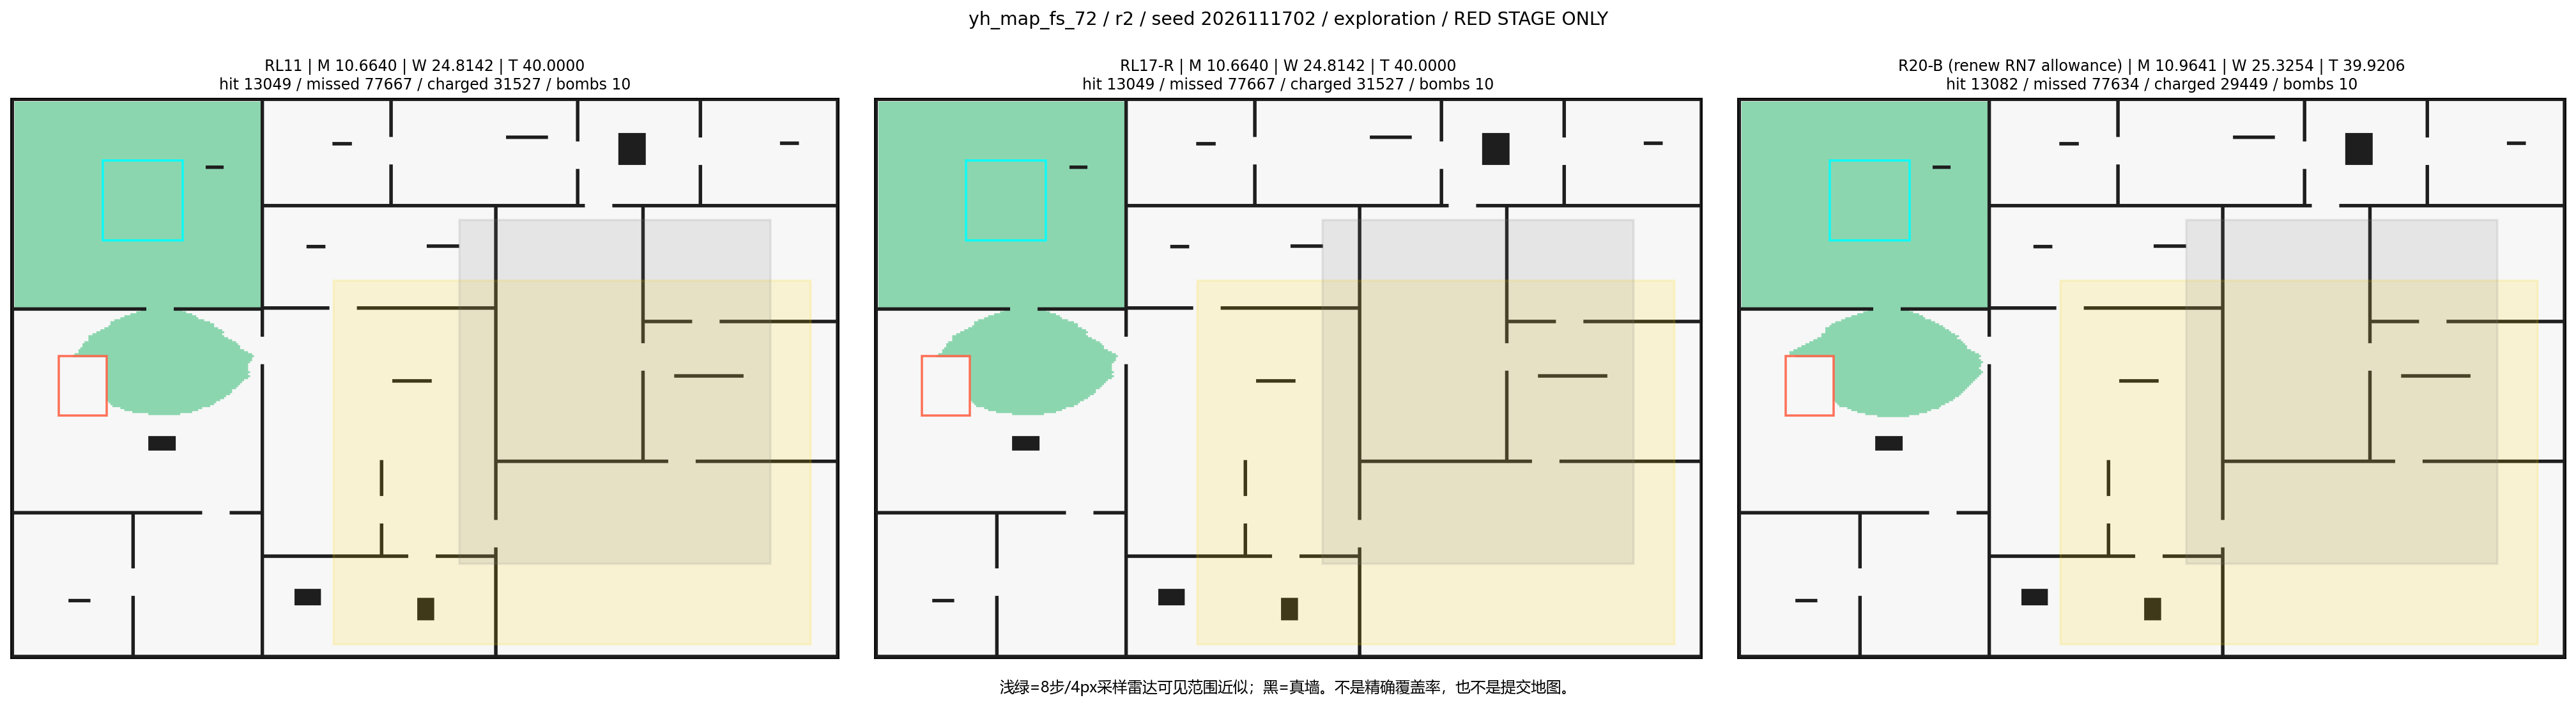 yh_map_fs_72 / r2 / seed 2026111702 / exploration / RED STAGE ONLY
RL11 | M 10.6640 | W 24.8142 | T 40.0000
hit 13049 / missed 77667 / charged 31527 / bombs 10
RL17-R | M 10.6640 | W 24.8142 | T 40.0000
hit 13049 / missed 77667 / charged 31527 / bombs 10
R20-B (renew RN7 allowance) | M 10.9641 | W 25.3254 | T 39.9206
hit 13082 / missed 77634 / charged 29449 / bombs 10
浅绿=8步/4px采样雷达可见范围近似；黑=真墙。不是精确覆盖率，也不是提交地图。